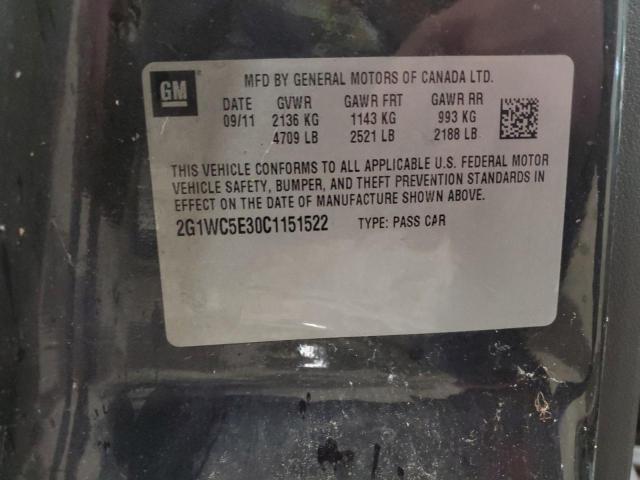 GM
MFD BY GENERAL MOTORS OF CANADA LTD.
DATE GVWR GAWR FRT GAWR RR
09/11 2136 KG 1143 KG 993 KG
4709 LB 2521 LB 2188 LB
THIS VEHICLE CONFORMS TO ALL APPLICABLE U.S. FEDERAL MOTOR
VEHICLE SAFETY, BUMPER, AND THEFT PREVENTION STANDARDS IN
EFFECT ON THE DATE OF MANUFACTURE SHOWN ABOVE.
2G1WC5E30C1151522 TYPE: PASS CAR